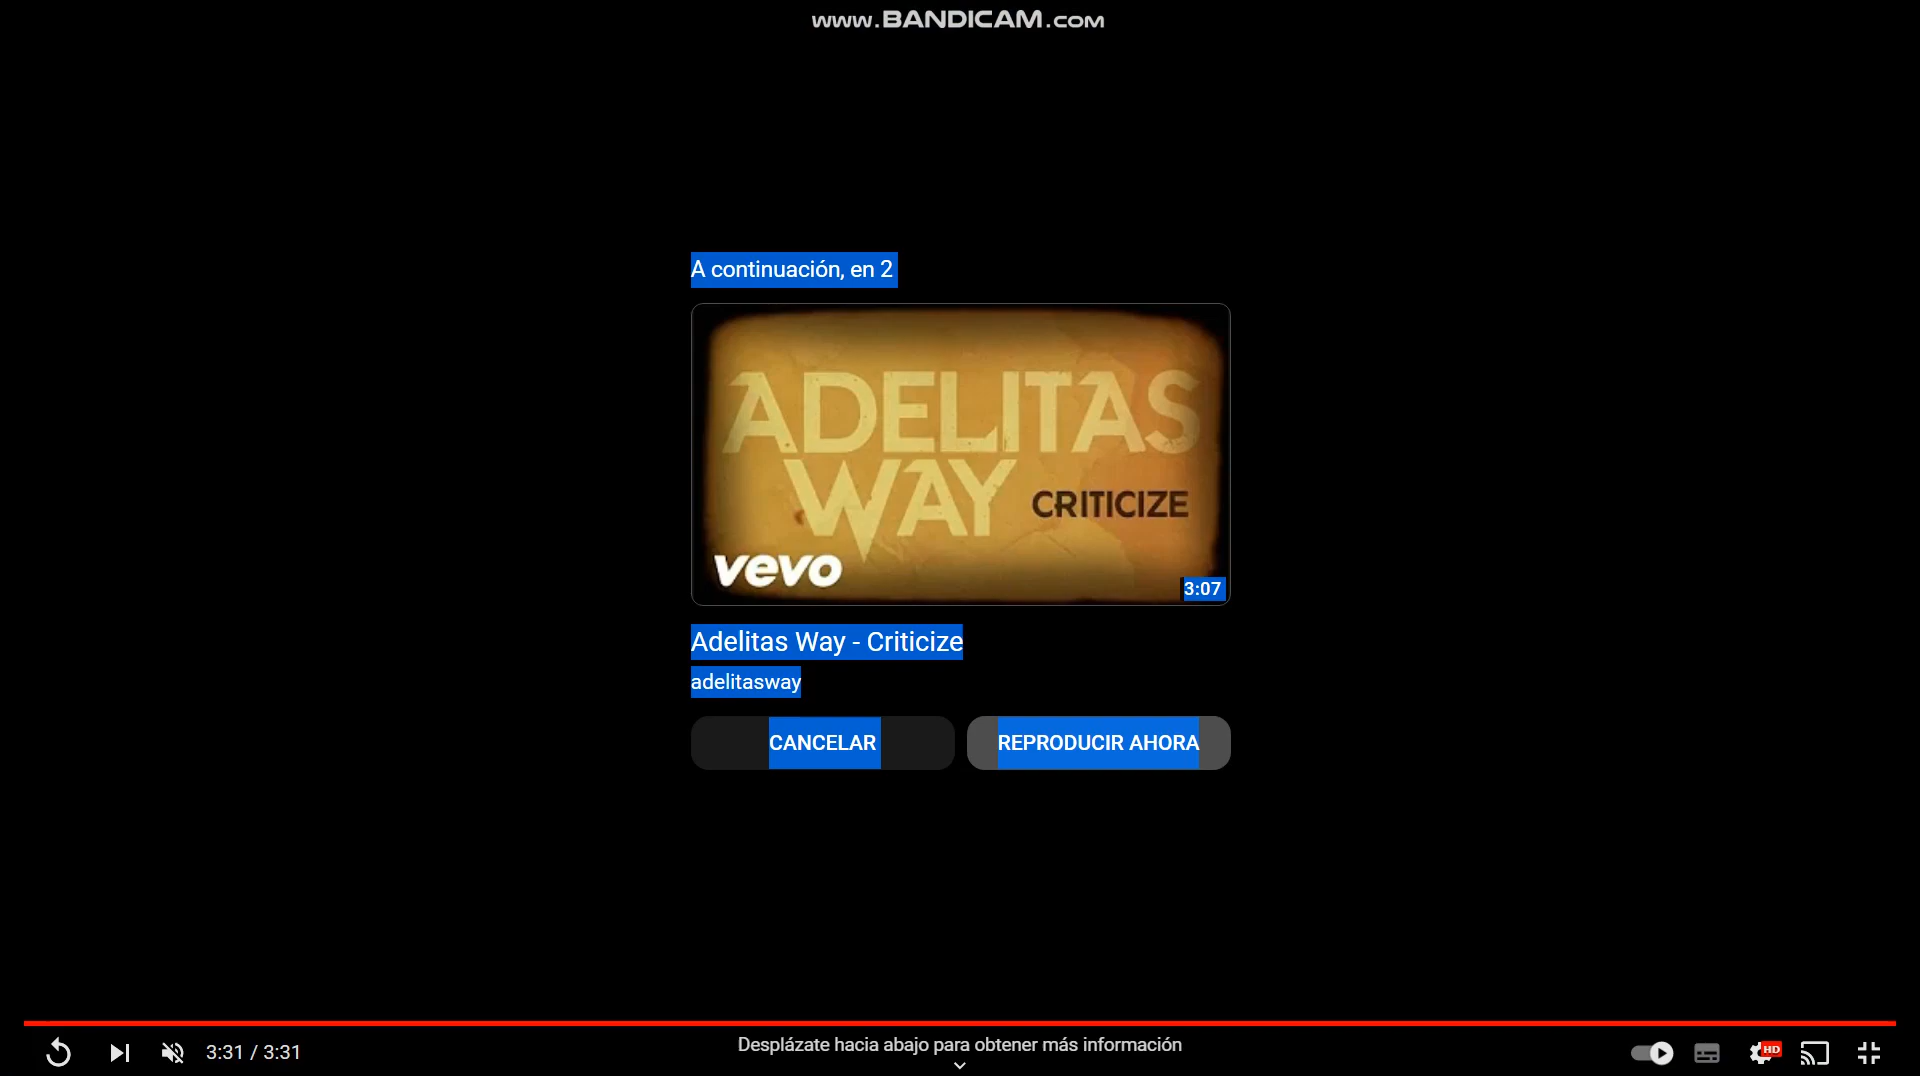 www.BANDICAM.com
A continuación, en 2
ADELITAS
WAY CRITICIZE
vevo
3:07
Adelitas Way - Criticize
adelitasway
CANCELAR
REPRODUCIR AHORA
3:31 / 3:31
Desplázate hacia abajo para obtener más información
HD